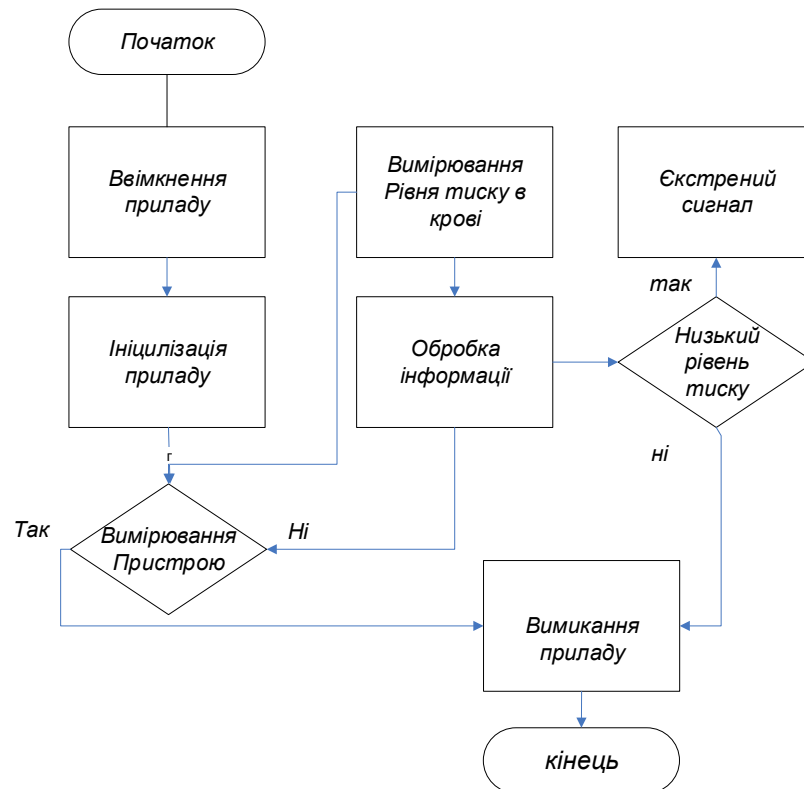 Початок
Ввімкнення
приладу
Вимірювання
Рівня тиску в
крові
Єкстрений
сигнал
так
Ініцилізація
приладу
Обробка
інформації
Низький
рівень
тиску
г
ні
Так
Вимірювання
Пристрою
Ні
Вимикання
приладу
кінець